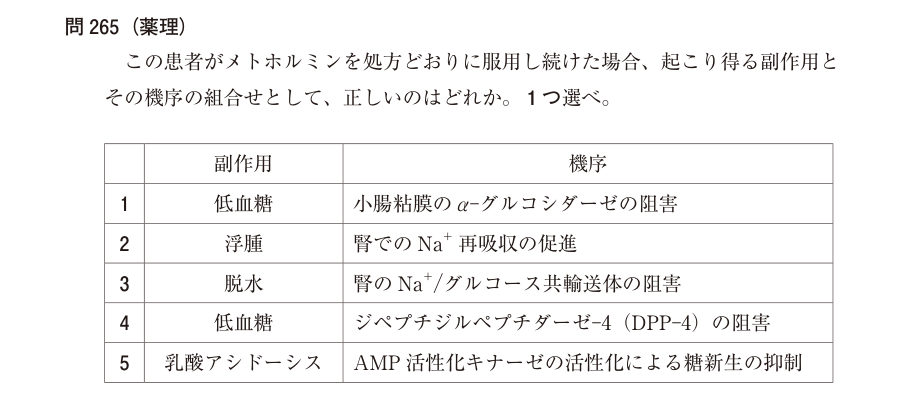 問 265（薬理）
この患者がメトホルミンを処方どおりに服用し続けた場合、起こり得る副作用と
その機序の組合せとして、正しいのはどれか。1つ選べ。
副作用 機序
1 低血糖 小腸粘膜のα-グルコシダーゼの阻害
2 浮腫 腎での Na⁺ 再吸収の促進
3 脱水 腎の Na⁺/グルコース共輸送体の阻害
4 低血糖 ジペプチジルペプチダーゼ-4（DPP-4）の阻害
5 乳酸アシドーシス AMP 活性化キナーゼの活性化による糖新生の抑制